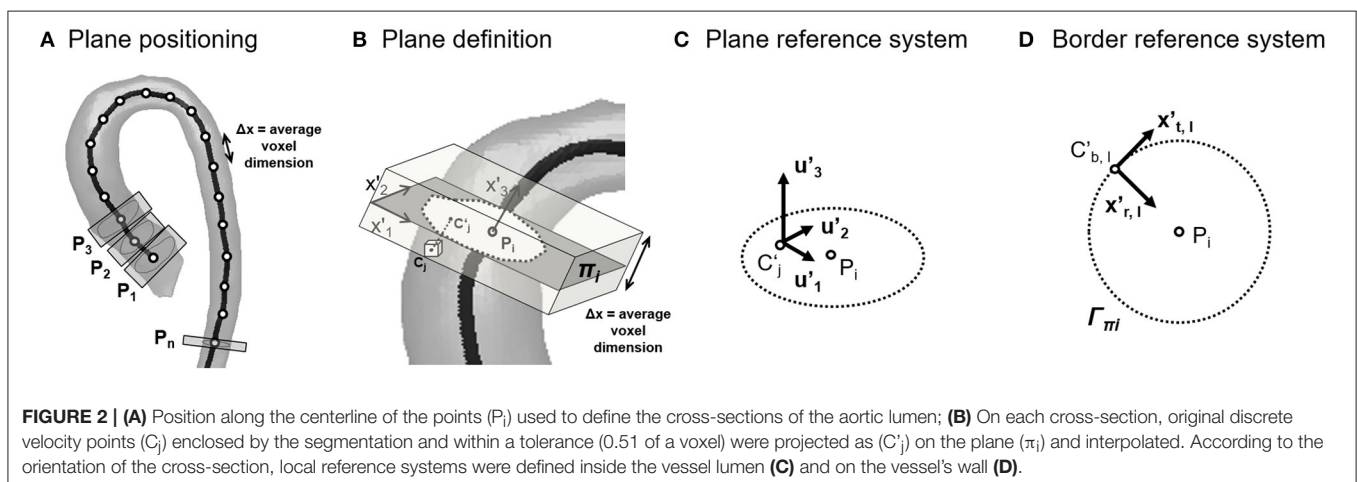 A Plane positioning
B Plane definition
C Plane reference system
D Border reference system
Δx = average
voxel
dimension
P3
P2
P1
Pn
x'2
x'1
x'3
C'j
Cj
Pi
πi
Δx = average
voxel
dimension
u'3
u'2
u'1
C'j
Pi
x't, l
C'b, l
x'r, l
Pi
Γπi
FIGURE 2 | (A) Position along the centerline of the points (Pi) used to define the cross-sections of the aortic lumen; (B) On each cross-section, original discrete
velocity points (Cj) enclosed by the segmentation and within a tolerance (0.51 of a voxel) were projected as (C'j) on the plane (πi) and interpolated. According to the
orientation of the cross-section, local reference systems were defined inside the vessel lumen (C) and on the vessel's wall (D).